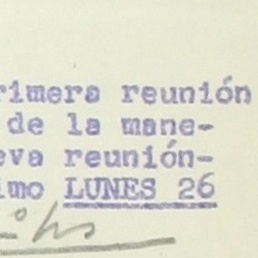 rimera reunión
de la mane-
eva reunión-
imo LUNES 26